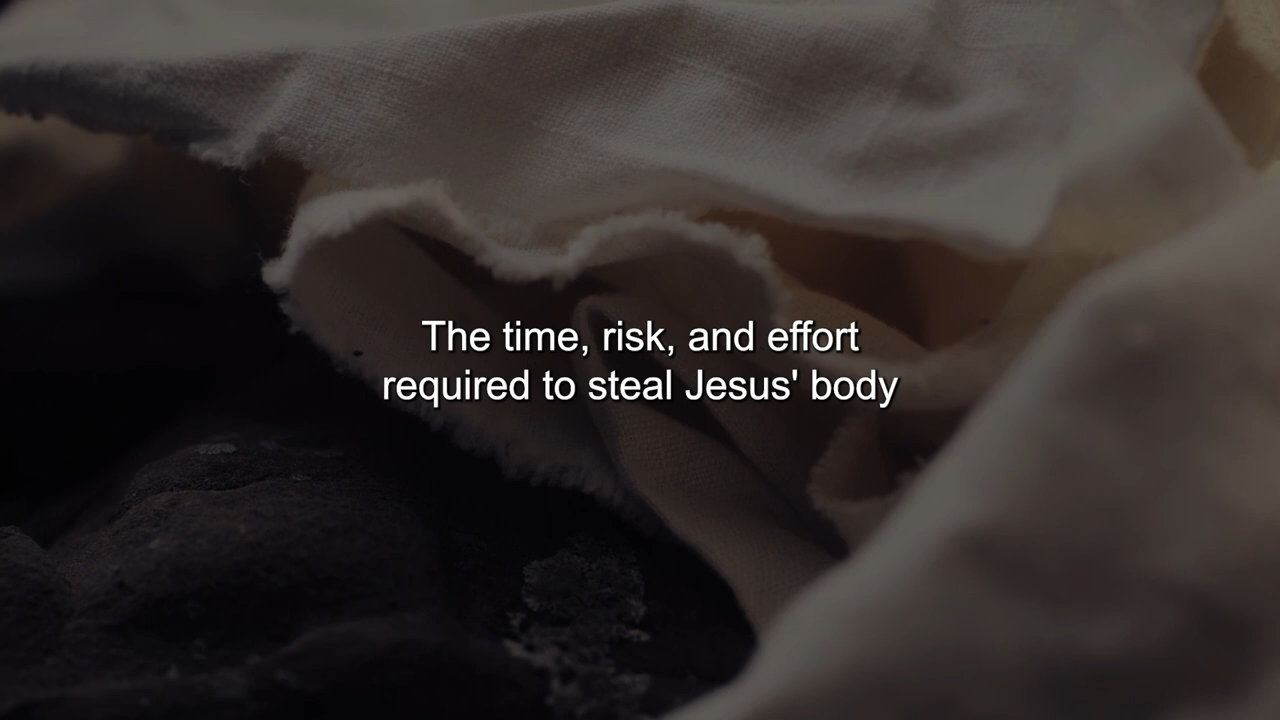 The time, risk, and effort
required to steal Jesus' body